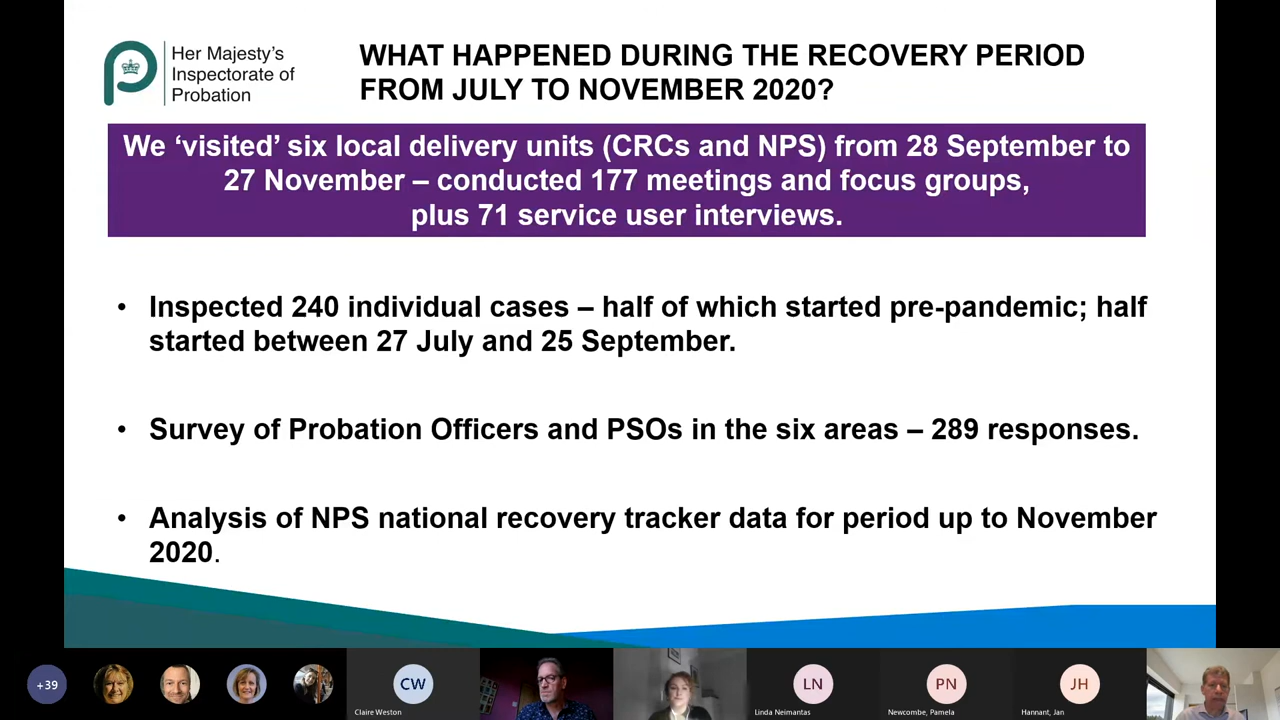 Her Majesty's
Inspectorate of
Probation
WHAT HAPPENED DURING THE RECOVERY PERIOD
FROM JULY TO NOVEMBER 2020?
We ‘visited’ six local delivery units (CRCs and NPS) from 28 September to
27 November – conducted 177 meetings and focus groups,
plus 71 service user interviews.
• Inspected 240 individual cases – half of which started pre-pandemic; half
started between 27 July and 25 September.
• Survey of Probation Officers and PSOs in the six areas – 289 responses.
• Analysis of NPS national recovery tracker data for period up to November
2020.
+39
CW
Claire Weston
LN
Linda Neimantas
PN
Newcombe, Pamela
JH
Hannant, Jan